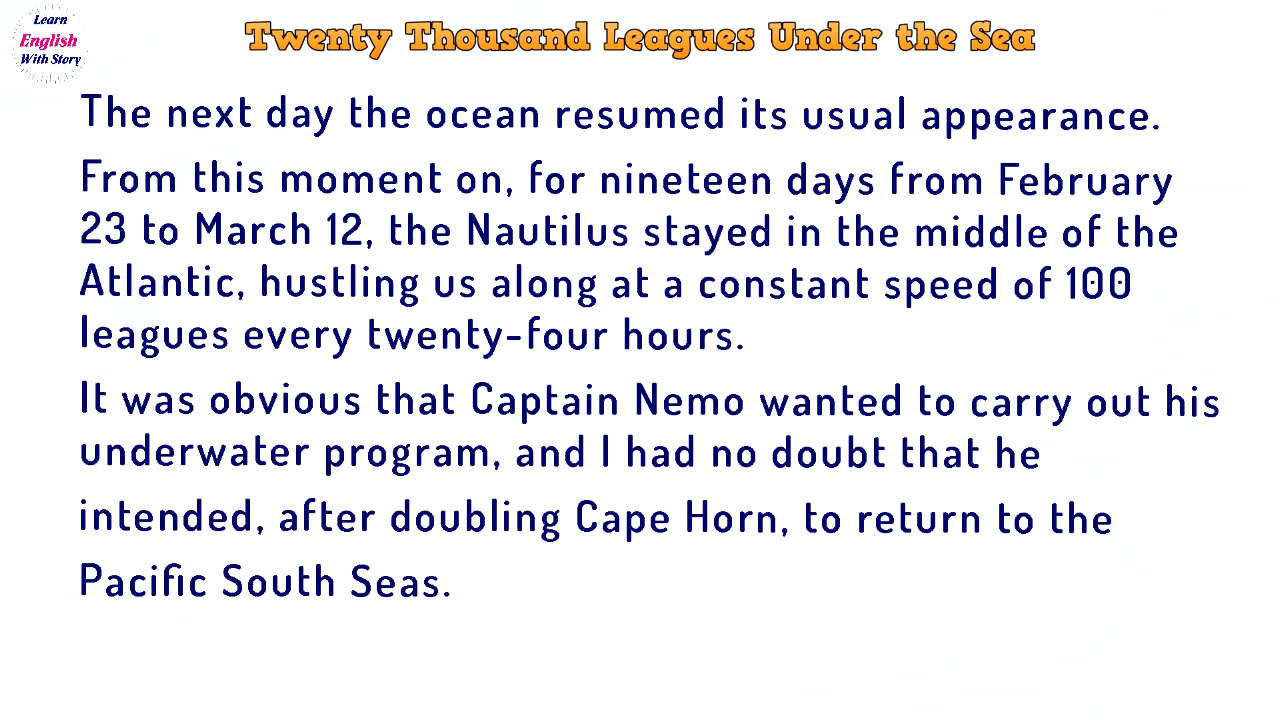 Learn
English
With Story
Twenty Thousand Leagues Under the Sea
The next day the ocean resumed its usual appearance.
From this moment on, for nineteen days from February
23 to March 12, the Nautilus stayed in the middle of the
Atlantic, hustling us along at a constant speed of 100
leagues every twenty-four hours.
It was obvious that Captain Nemo wanted to carry out his
underwater program, and I had no doubt that he
intended, after doubling Cape Horn, to return to the
Pacific South Seas.